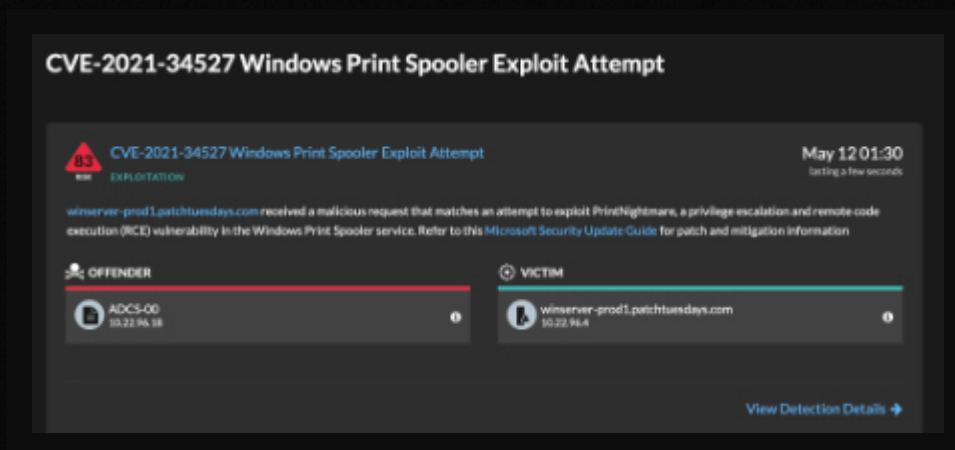 CVE-2021-34527 Windows Print Spooler Exploit Attempt
83
RISK
CVE-2021-34527 Windows Print Spooler Exploit Attempt
EXPLOITATION
May 12 01:30
lasting a few seconds
winserver-prod1.patchtuesdays.com received a malicious request that matches an attempt to exploit PrintNightmare, a privilege escalation and remote code
execution (RCE) vulnerability in the Windows Print Spooler service. Refer to this Microsoft Security Update Guide for patch and mitigation information
OFFENDER
ADCS-00
10.22.96.18
VICTIM
winserver-prod1.patchtuesdays.com
10.22.96.4
View Detection Details →